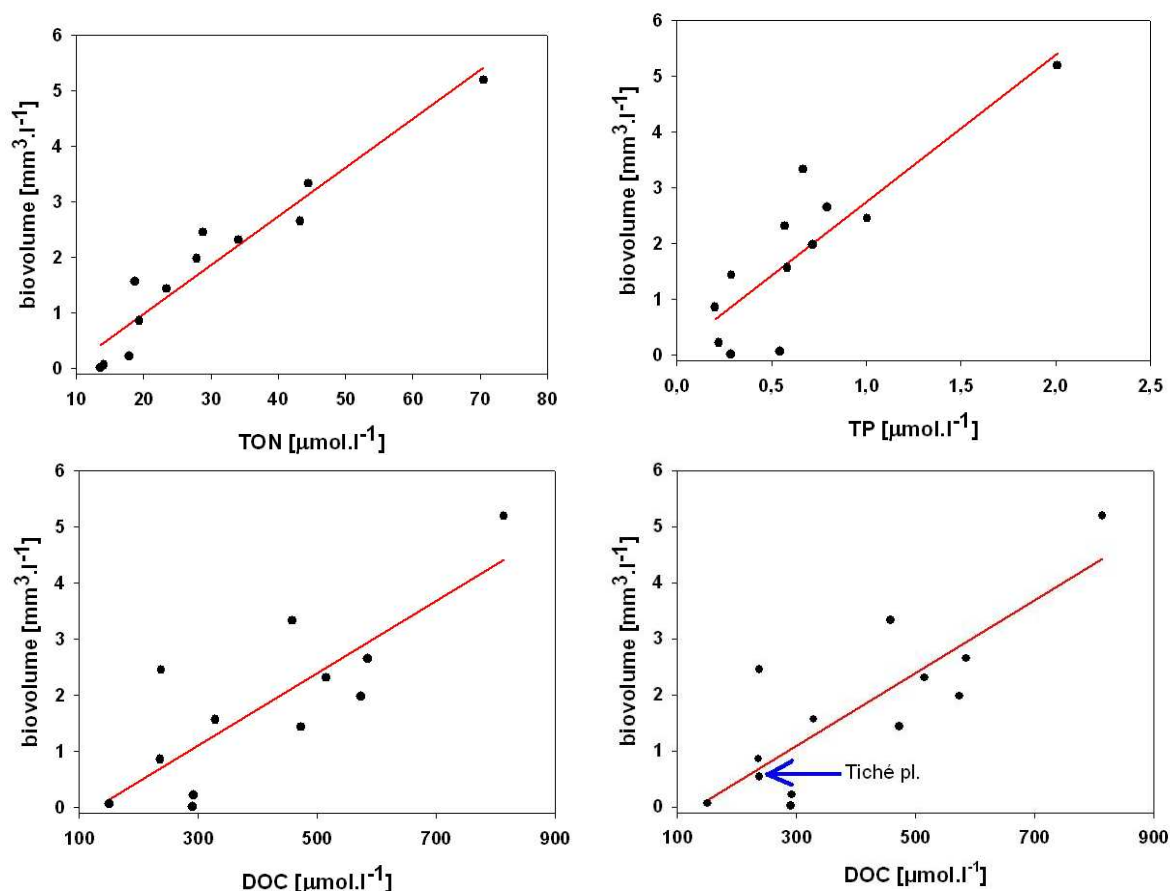 6
5
4
3
2
1
0
biovolume [mm³.l⁻¹]
10 20 30 40 50 60 70 80
TON [µmol.l⁻¹]
6
5
4
3
2
1
0
biovolume [mm³.l⁻¹]
0,0 0,5 1,0 1,5 2,0 2,5
TP [µmol.l⁻¹]
6
5
4
3
2
1
0
biovolume [mm³.l⁻¹]
100 300 500 700 900
DOC [µmol.l⁻¹]
6
5
4
3
2
1
0
biovolume [mm³.l⁻¹]
Tiché pl.
100 300 500 700 900
DOC [µmol.l⁻¹]